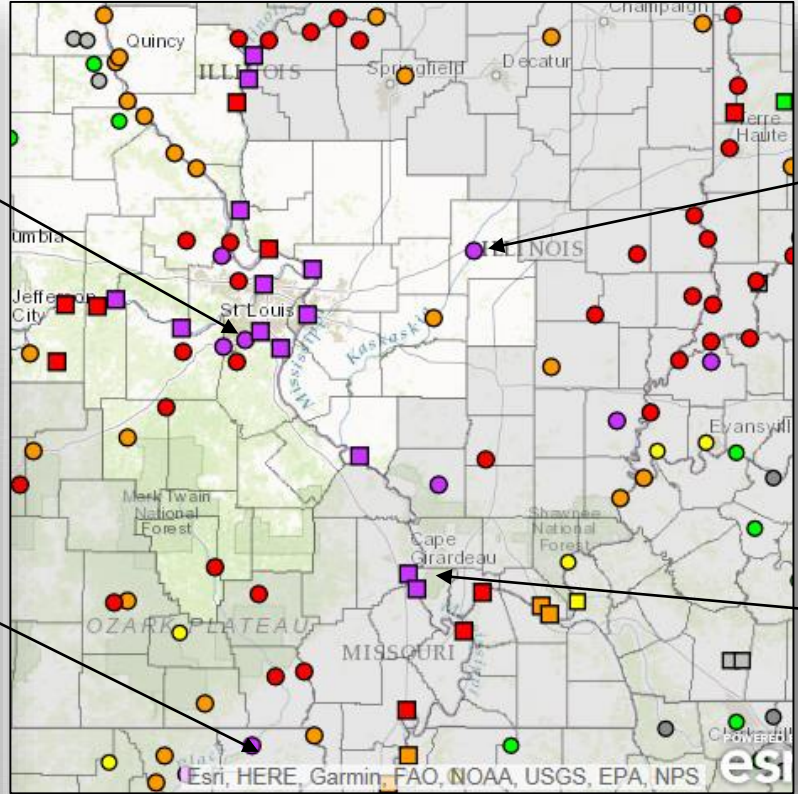 Champaign
Quincy
ILLINOIS
Springfield
Decatur
Terre
Haute
umbia
ILLINOIS
Jefferson
City
St Louis
Kaskaskia
Mississippi
Evansvill
Mark Twain
National
Forest
Shawnee
National
Forest
Cape
Girardeau
OZARK PLATEAU
MISSOURI
POWERED
esri
Esri, HERE, Garmin, FAO, NOAA, USGS, EPA, NPS